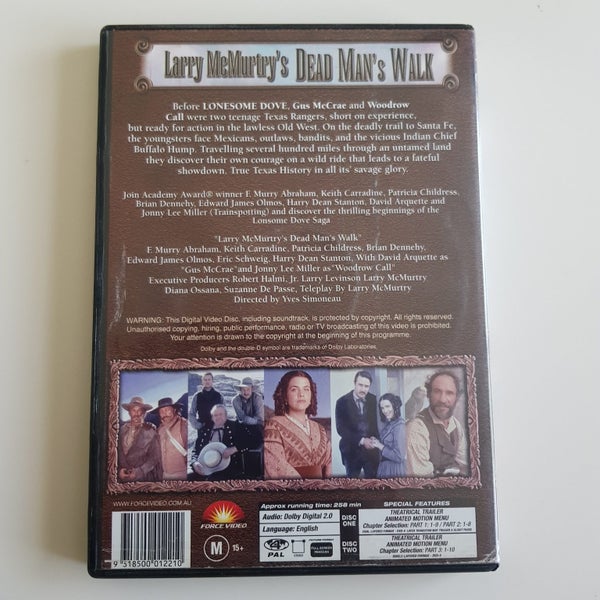 Larry McMurtry's DEAD MAN'S WALK
Before LONESOME DOVE, Gus McCrae and Woodrow
Call were two teenage Texas Rangers, short on experience,
but ready for action in the lawless Old West. On the deadly trail to Santa Fe,
the youngsters face Mexicans, outlaws, bandits, and the vicious Indian Chief
Buffalo Hump. Travelling several hundred miles through an untamed land
they discover their own courage on a wild ride that leads to a fateful
showdown. True Texas History in all its' savage glory.
Join Academy Award® winner F. Murry Abraham, Keith Carradine, Patricia Childress,
Brian Dennehy, Edward James Olmos, Harry Dean Stanton, David Arquette and
Jonny Lee Miller (Trainspotting) and discover the thrilling beginnings of the
Lonesome Dove Saga
"Larry McMurtry's Dead Man's Walk"
F. Murry Abraham, Keith Carradine, Patricia Childress, Brian Dennehy,
Edward James Olmos, Eric Schweig, Harry Dean Stanton, With David Arquette as
"Gus McCrae"and Jonny Lee Miller as "Woodrow Call"
Executive Producers Robert Halmi, Jr. Larry Levinson Larry McMurtry
Diana Ossana, Suzanne De Passe, Teleplay By Larry McMurtry
Directed by Yves Simoneau
WARNING: This Digital Video Disc, including soundtrack, is protected by copyright. All rights reserved.
Unauthorised copying, hiring, public performance, radio or TV broadcasting of this video is prohibited.
Your attention is drawn to the copyright at the beginning of this programme.
Dolby and the double-D symbol are trademarks of Dolby Laboratories.
WWW.FORCEVIDEO.COM.AU
9 318500 012210
FORCE VIDEO
M 15+
Approx running time: 258 min
Audio: Dolby Digital 2.0
Language: English
4 PAL
FULL SCREEN
DISC ONE
DISC TWO
SPECIAL FEATURES
THEATRICAL TRAILER
ANIMATED MOTION MENU
Chapter Selection: PART 1: 1-9 / PART 2: 1-8
THEATRICAL TRAILER
ANIMATED MOTION MENU
Chapter Selection: PART 3: 1-10
SINGLE LAYERED FORMAT - DVD-5